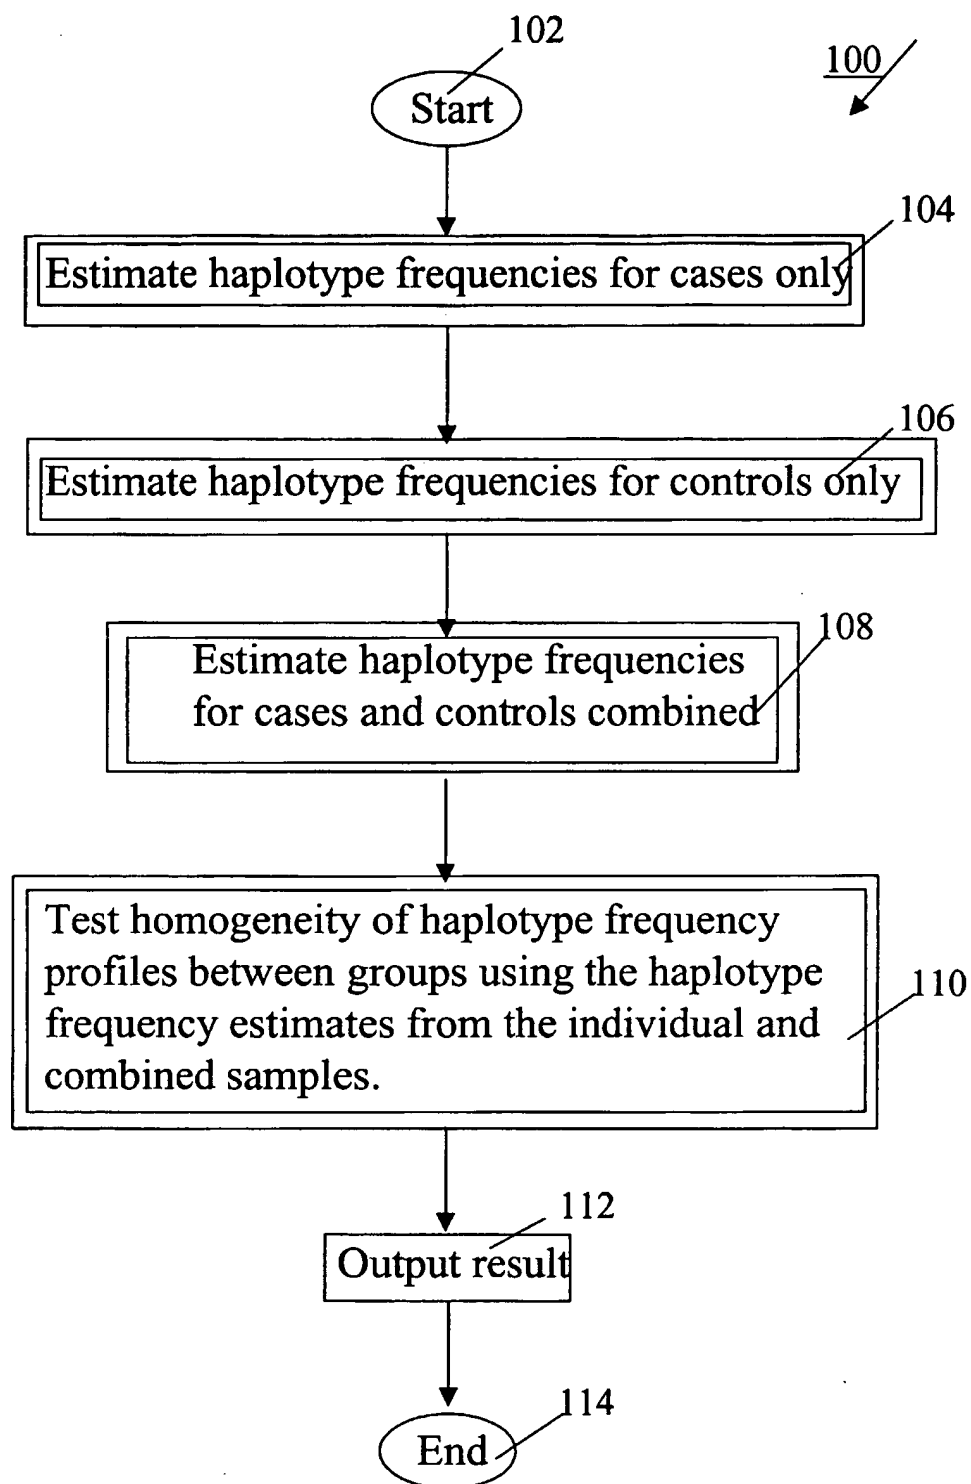 102
100
Start
104
Estimate haplotype frequencies for cases only
106
Estimate haplotype frequencies for controls only
108
Estimate haplotype frequencies
for cases and controls combined
Test homogeneity of haplotype frequency
profiles between groups using the haplotype
frequency estimates from the individual and
combined samples.
110
112
Output result
114
End